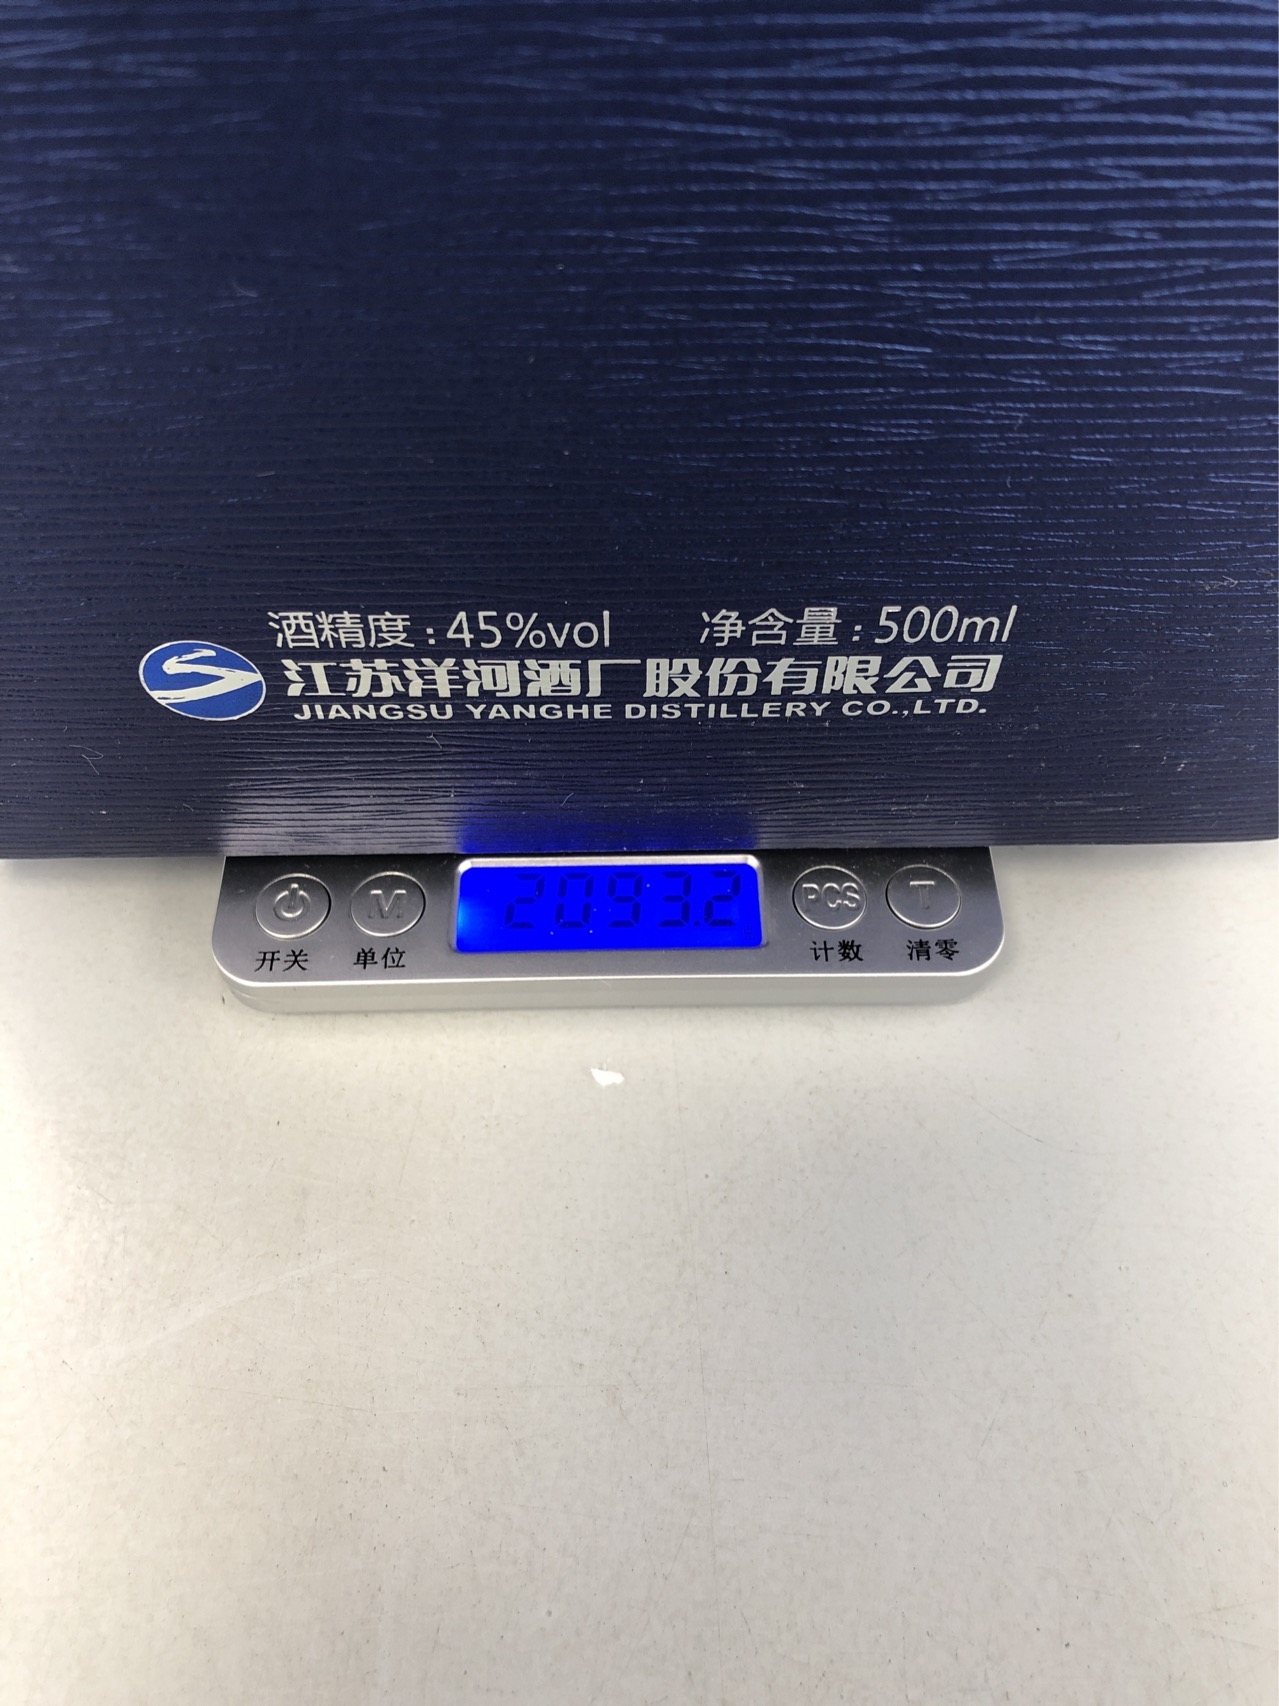 酒精度：45%vol 净含量：500ml
江苏洋河酒厂股份有限公司
JIANGSU YANGHE DISTILLERY CO.,LTD.
M 2093.2 PCS T
开关 单位 计数 清零